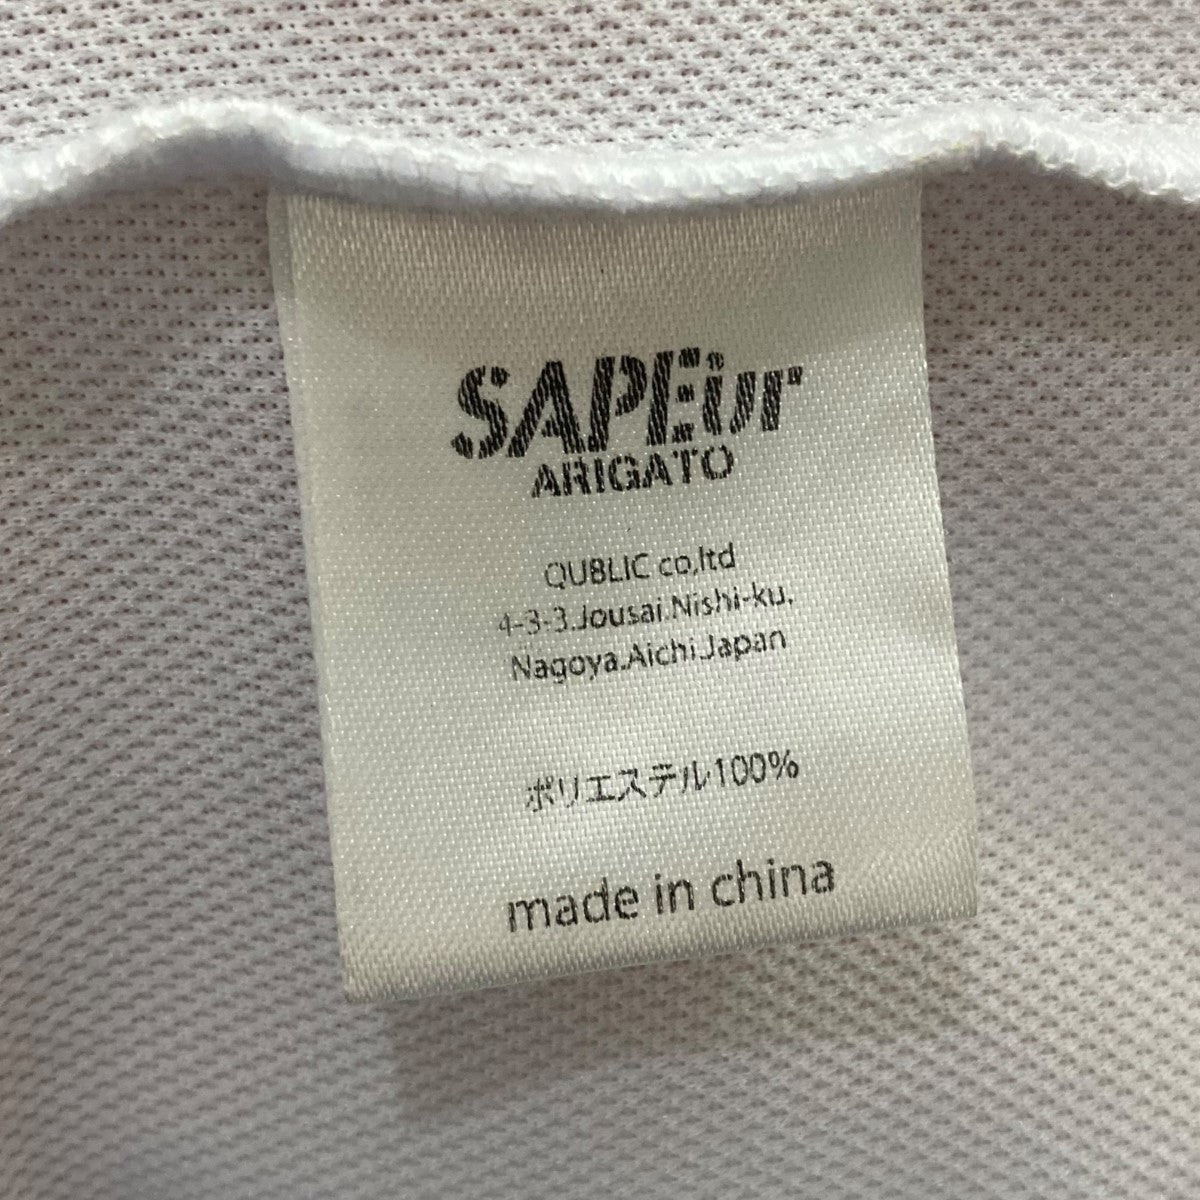 SAPEur
ARIGATO
QUBLIC co,ltd
4-3-3.Jousai.Nishi-ku,
Nagoya.Aichi.Japan
ポリエステル100%
made in china